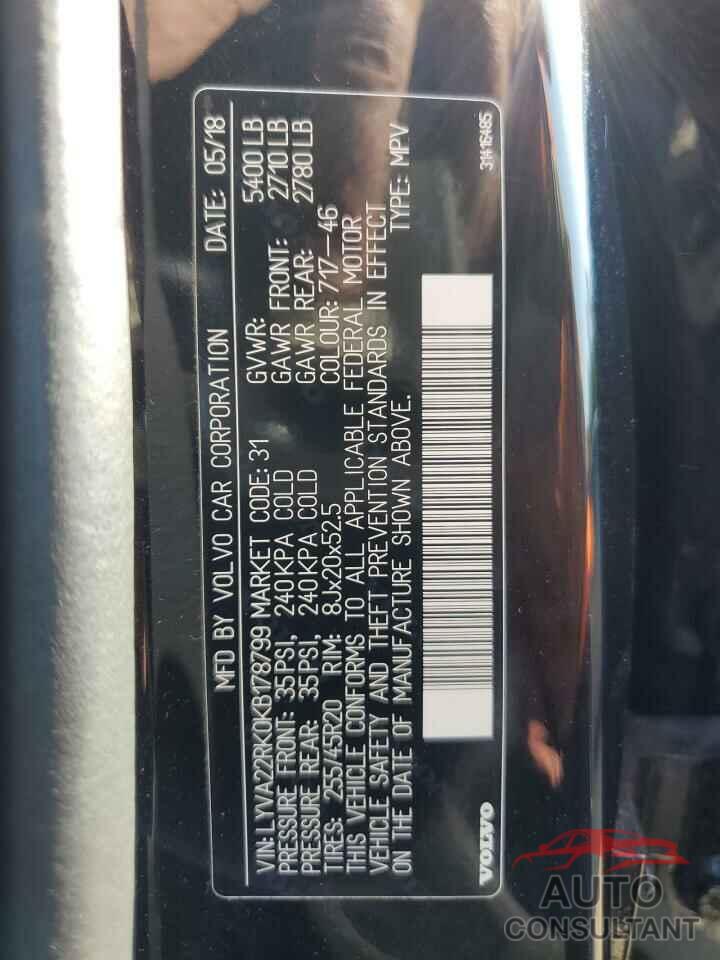 MFD BY VOLVO CAR CORPORATION DATE: 05/18
VIN: LYVA22RK0KB178799 MARKET CODE: 31 GVWR: 5400 LB
PRESSURE FRONT: 35PSI, 240KPA COLD GAWR FRONT: 2710 LB
PRESSURE REAR: 35PSI, 240KPA COLD GAWR REAR: 2780 LB
TIRES: 255/45R20 RIM: 8Jx20x52.5 COLOUR: 717-46
THIS VEHICLE CONFORMS TO ALL APPLICABLE FEDERAL MOTOR
VEHICLE SAFETY AND THEFT PREVENTION STANDARDS IN EFFECT
ON THE DATE OF MANUFACTURE SHOWN ABOVE. TYPE: MPV
VOLVO 31416485
AUTO
CONSULTANT